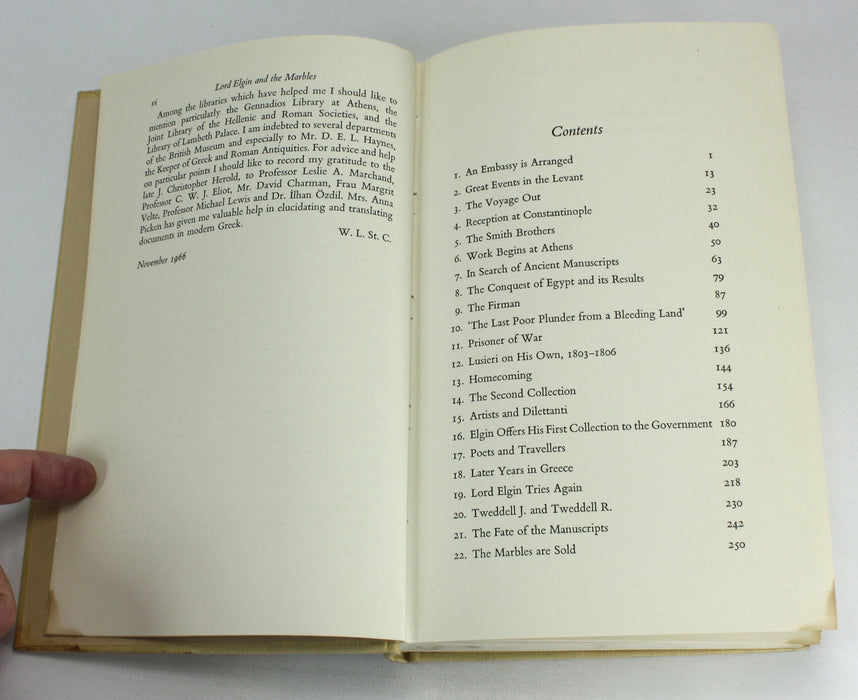 vi
Lord Elgin and the Marbles
Among the libraries which have helped me I should like to
mention particularly the Gennadios Library at Athens, the
Joint Library of the Hellenic and Roman Societies, and the
Library of Lambeth Palace. I am indebted to several departments
of the British Museum and especially to Mr. D. E. L. Haynes,
the Keeper of Greek and Roman Antiquities. For advice and help
on particular points I should like to record my gratitude to the
late J. Christopher Herold, to Professor Leslie A. Marchand,
Professor C. W. J. Eliot, Mr. David Charman, Frau Margrit
Velte, Professor Michael Lewis and Dr. İlhan Özdil. Mrs. Anna
Picken has given me valuable help in elucidating and translating
documents in modern Greek.
W. L. St. C.
November 1966
Contents
1. An Embassy is Arranged 1
2. Great Events in the Levant 13
3. The Voyage Out 23
4. Reception at Constantinople 32
5. The Smith Brothers 40
6. Work Begins at Athens 50
7. In Search of Ancient Manuscripts 63
8. The Conquest of Egypt and its Results 79
9. The Firman 87
10. ‘The Last Poor Plunder from a Bleeding Land’ 99
11. Prisoner of War 121
12. Lusieri on His Own, 1803–1806 136
13. Homecoming 144
14. The Second Collection 154
15. Artists and Dilettanti 166
16. Elgin Offers His First Collection to the Government 180
17. Poets and Travellers 187
18. Later Years in Greece 203
19. Lord Elgin Tries Again 218
20. Tweddell J. and Tweddell R. 230
21. The Fate of the Manuscripts 242
22. The Marbles are Sold 250